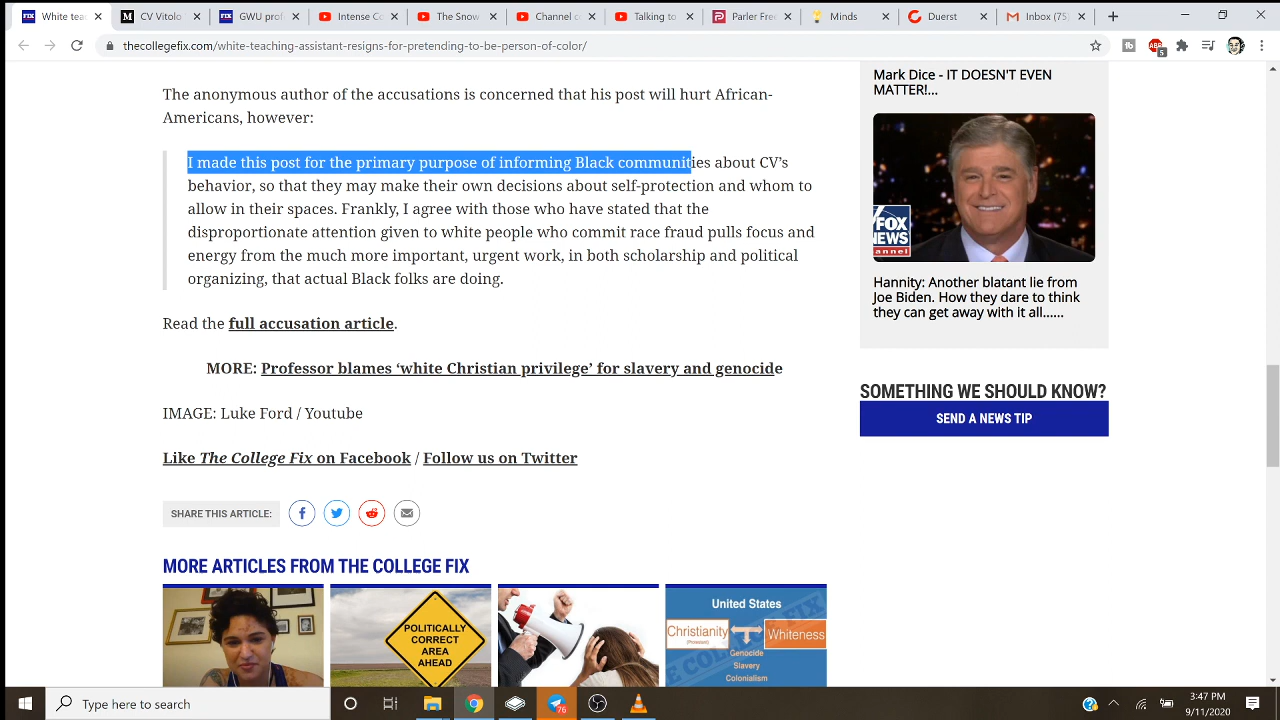 White tea
CV Vitolo
GWU prof
Intense Co
The Snow
Channel c
Talking to
Parler Free
Minds
Duerst
Inbox (75)
thecollegefix.com/white-teaching-assistant-resigns-for-pretending-to-be-person-of-color/
5
The anonymous author of the accusations is concerned that his post will hurt African-
Americans, however:
I made this post for the primary purpose of informing Black communities about CV’s
behavior, so that they may make their own decisions about self-protection and whom to
allow in their spaces. Frankly, I agree with those who have stated that the
disproportionate attention given to white people who commit race fraud pulls focus and
energy from the much more important, urgent work, in both scholarship and political
organizing, that actual Black folks are doing.
Read the full accusation article.
MORE: Professor blames ‘white Christian privilege’ for slavery and genocide
IMAGE: Luke Ford / Youtube
Like The College Fix on Facebook / Follow us on Twitter
SHARE THIS ARTICLE:
MORE ARTICLES FROM THE COLLEGE FIX
POLITICALLY
CORRECT
AREA
AHEAD
United States
Christianity
Whiteness
Genocide
Slavery
Colonialism
Mark Dice - IT DOESN'T EVEN
MATTER!...
FOX
NEWS
annel
Hannity: Another blatant lie from
Joe Biden. How they dare to think
they can get away with it all......
SOMETHING WE SHOULD KNOW?
SEND A NEWS TIP
Type here to search
76
3:47 PM
9/11/2020